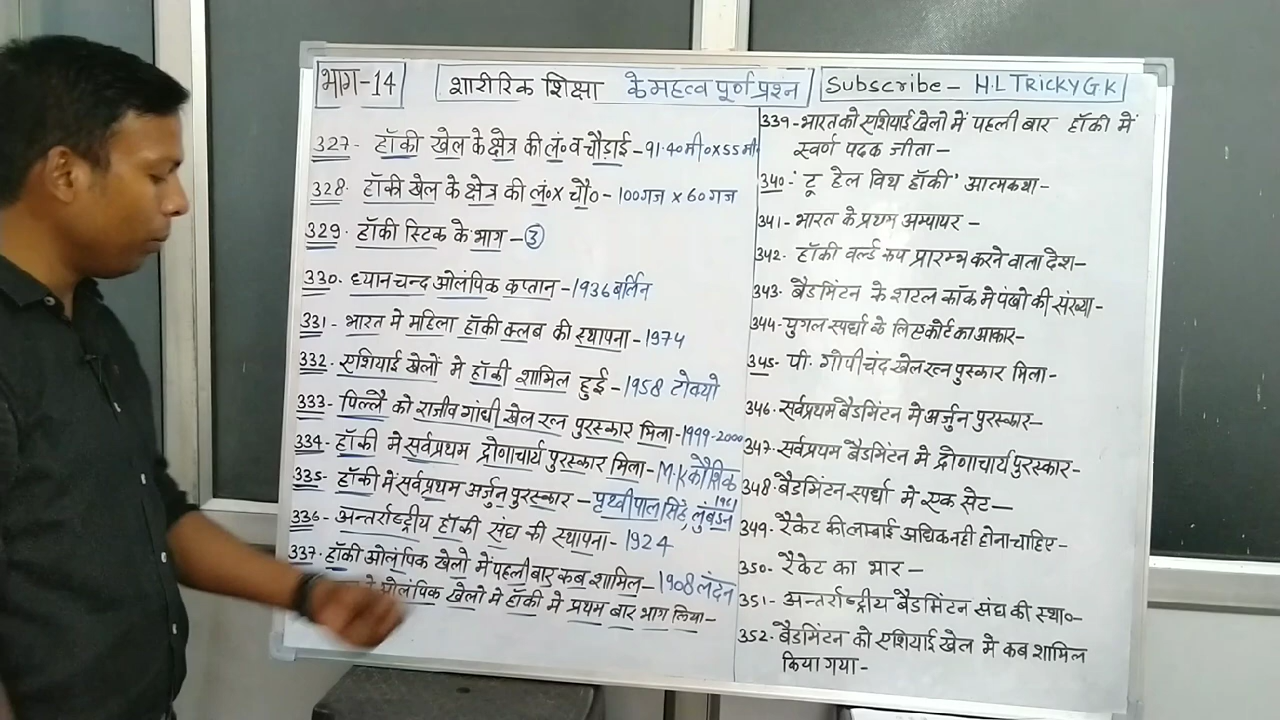 भाग-14
शारीरिक शिक्षा के महत्व पूर्ण प्रश्न
Subscribe - H.L TRICKY G.K
327- हॉकी खेल के क्षेत्र की लं० व चौड़ाई - 91.40 मी० x 55 मी
328. हॉकी खेल के क्षेत्र की लं० x चौ० - 100 गज x 60 गज
329. हॉकी स्टिक के भाग - 3
330. ध्यानचन्द ओलंपिक कप्तान - 1936 बर्लिन
331 - भारत मे महिला हॉकी क्लब की स्थापना - 1974
332. एशियाई खेलों मे हॉकी शामिल हुई - 1958 टोक्यो
333- पिल्लै को राजीव गांधी खेल रत्न पुरस्कार मिला - 1999-2000
334- हॉकी मे सर्वप्रथम द्रोणाचार्य पुरस्कार मिला - M.K कौशिक
335- हॉकी में सर्वप्रथम अर्जुन पुरस्कार - पृथ्वीपाल सिंह 1961
336- अन्तर्राष्ट्रीय हॉकी संघ की स्थापना - 1924
337. हॉकी ओलंपिक खेलो में पहली बार कब शामिल - 1908 लंदन
ओलंपिक खेलो मे हॉकी मे प्रथम बार भाग लिया-
339-भारत को एशियाई खेलो में पहली बार हॉकी में
स्वर्ण पदक जीता -
340- 'टू हेल विथ हॉकी' आत्मकथा-
341- भारत के प्रथम अम्पायर -
342. हॉकी वर्ल्ड कप प्रारम्भ करने वाला देश-
343. बैडमिंटन के शटल कॉक मे पंखो की संख्या-
344- युगल स्पर्धा के लिए कोर्ट का आकार-
345- पी. गोपीचंद खेल रत्न पुस्कार मिला -
346- सर्वप्रथम बैडमिंटन मे अर्जुन पुरस्कार-
347- सर्वप्रथम बैडमिंटन मे द्रोणाचार्य पुरस्कार-
348- बैडमिंटन स्पर्धा मे एक सेट-
349- रैकेट की लम्बाई अधिक नही होना चाहिए -
350- रैकेट का भार -
351- अन्तर्राष्ट्रीय बैडमिंटन संघ की स्था०-
352- बैडमिंटन को एशियाई खेल मे कब शामिल
किया गया-